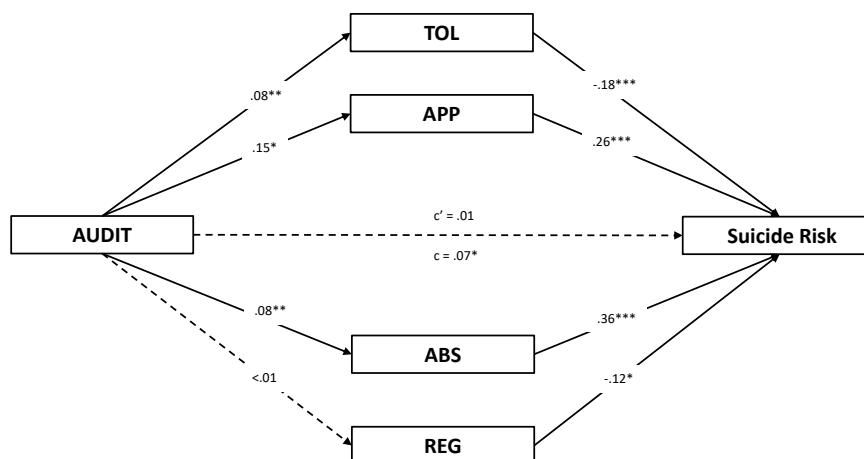 TOL
.08**
-.18***
APP
.15*
.26***
AUDIT
c’ = .01
c = .07*
Suicide Risk
.08**
.36***
ABS
<.01
-.12*
REG